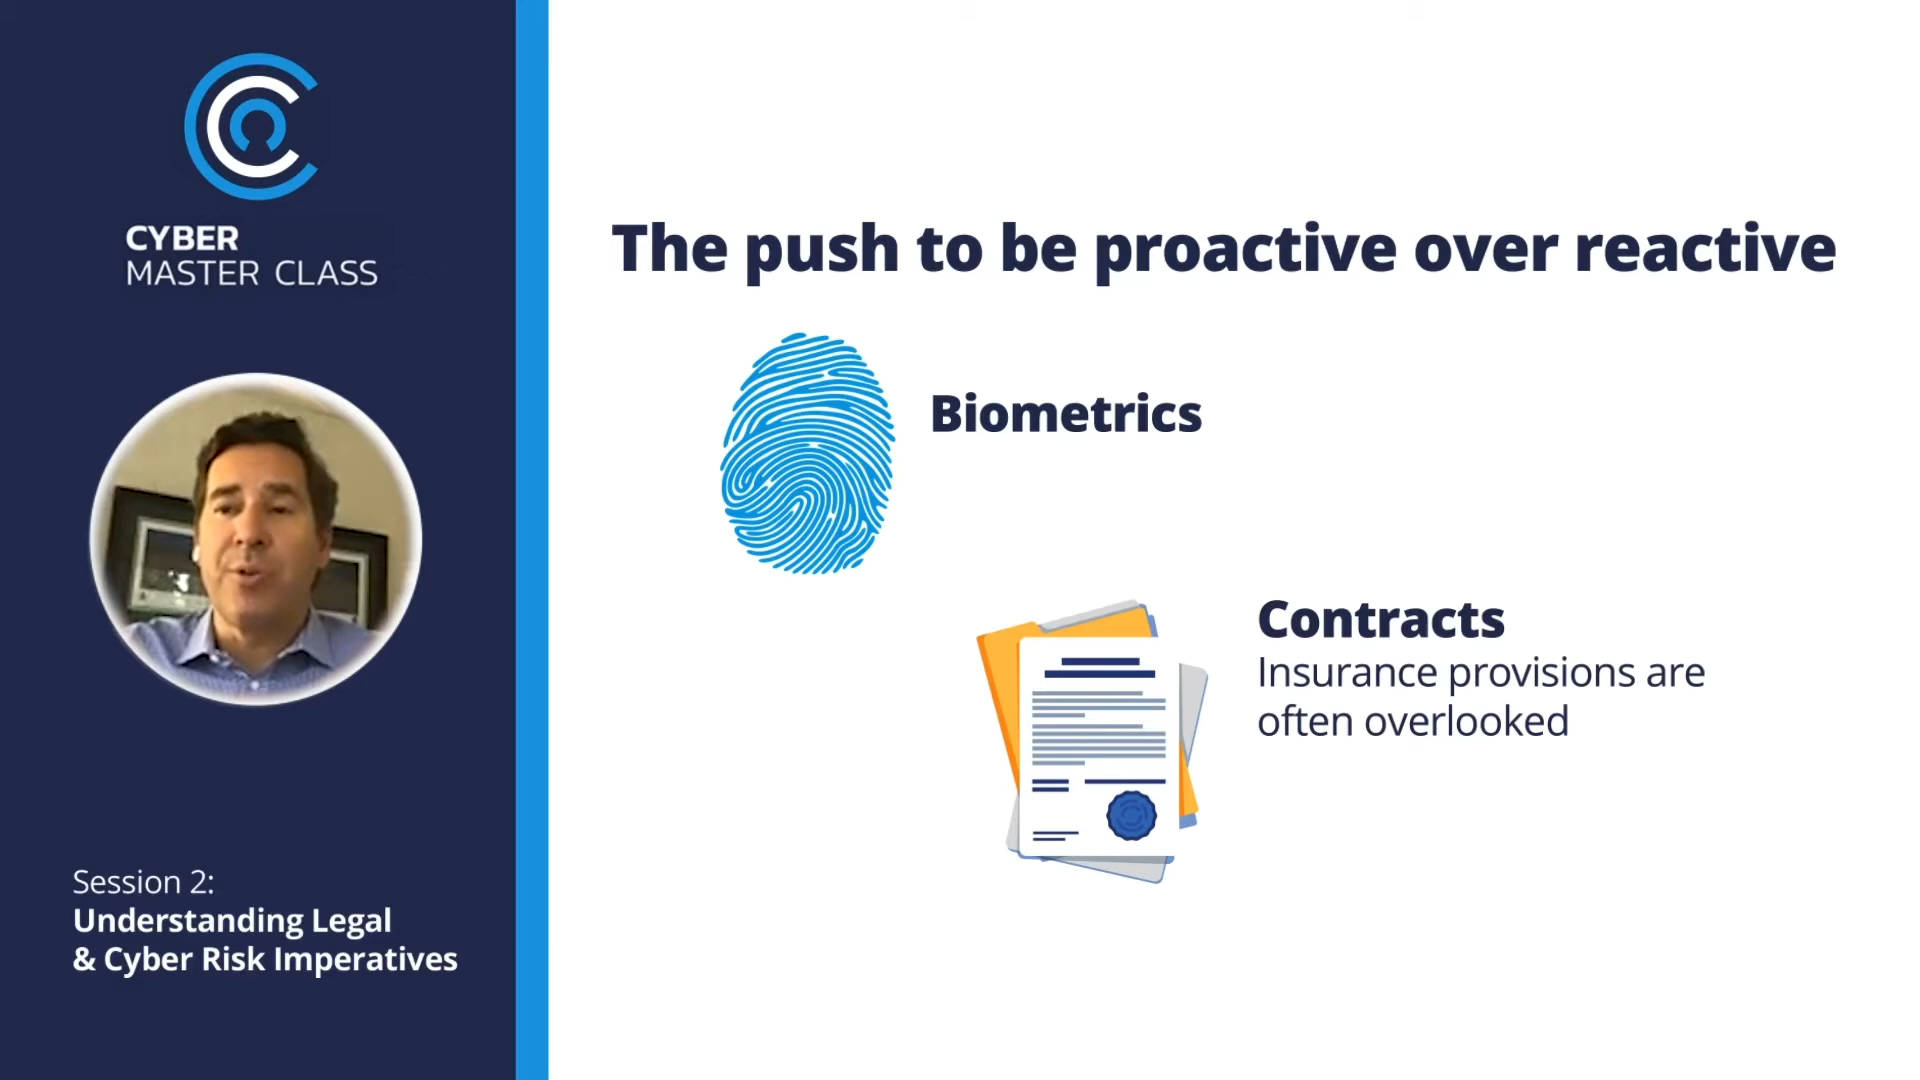 CYBER
MASTER CLASS
Session 2:
Understanding Legal
& Cyber Risk Imperatives
The push to be proactive over reactive
Biometrics
Contracts
Insurance provisions are
often overlooked